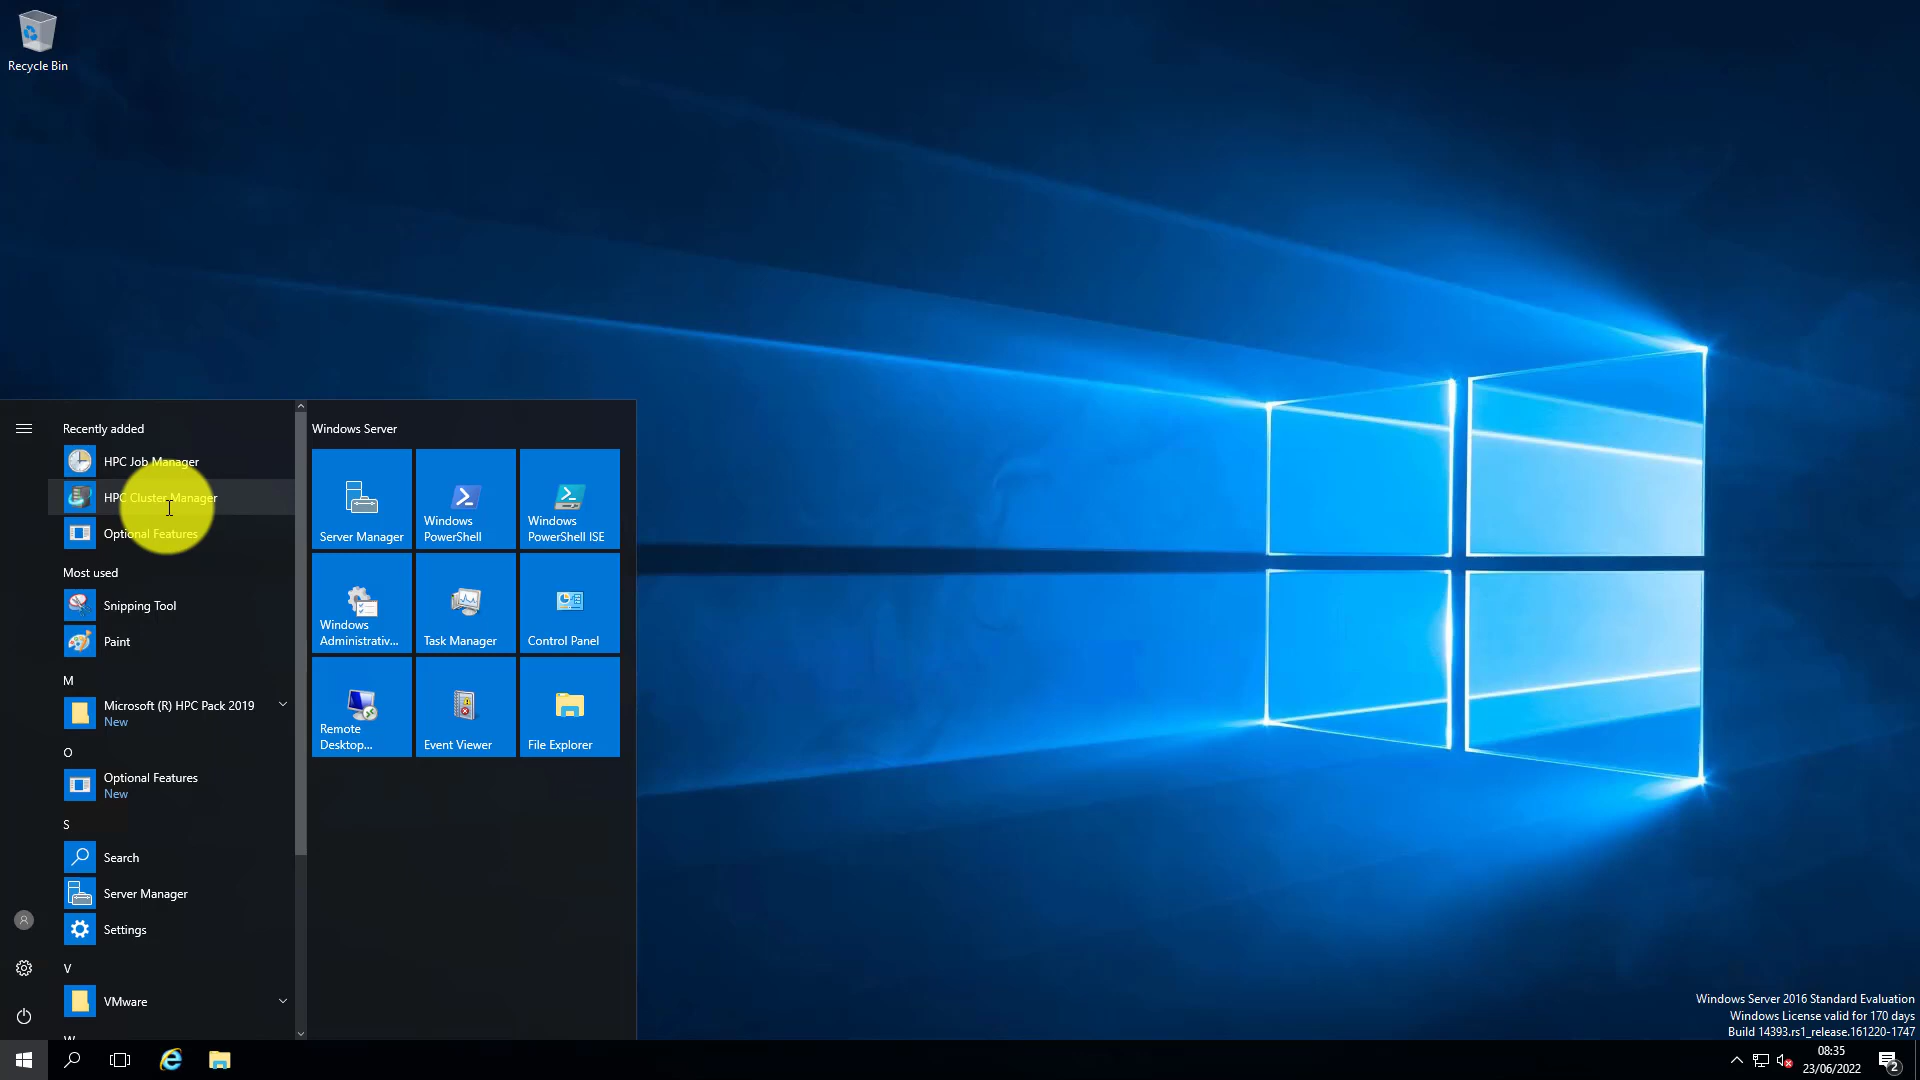 Recycle Bin
Recently added
HPC Job Manager
HPC Cluster Manager
Optional Features
Most used
Snipping Tool
Paint
M
Microsoft (R) HPC Pack 2019
New
O
Optional Features
New
S
Search
Server Manager
Settings
V
VMware
W
Windows Server
Server Manager
Windows
PowerShell
Windows
PowerShell ISE
Windows
Administrativ...
Task Manager
Control Panel
Remote
Desktop...
Event Viewer
File Explorer
Windows Server 2016 Standard Evaluation
Windows License valid for 170 days
Build 14393.rs1_release.161220-1747
08:35
23/06/2022
2